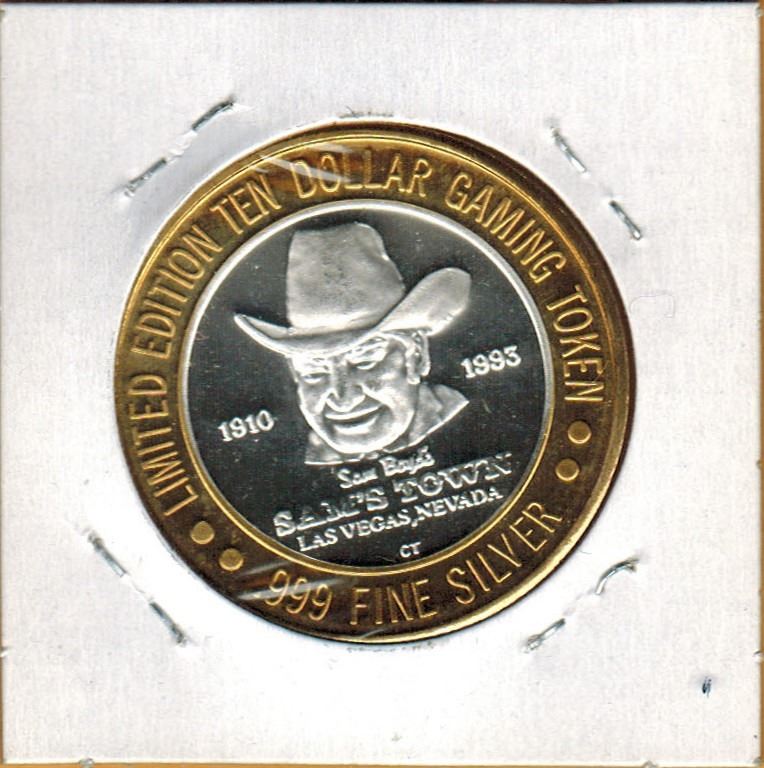 LIMITED EDITION TEN DOLLAR GAMING TOKEN
1910
1993
Sam Boyd
SAM'S TOWN
LAS VEGAS, NEVADA
CT
.999 FINE SILVER